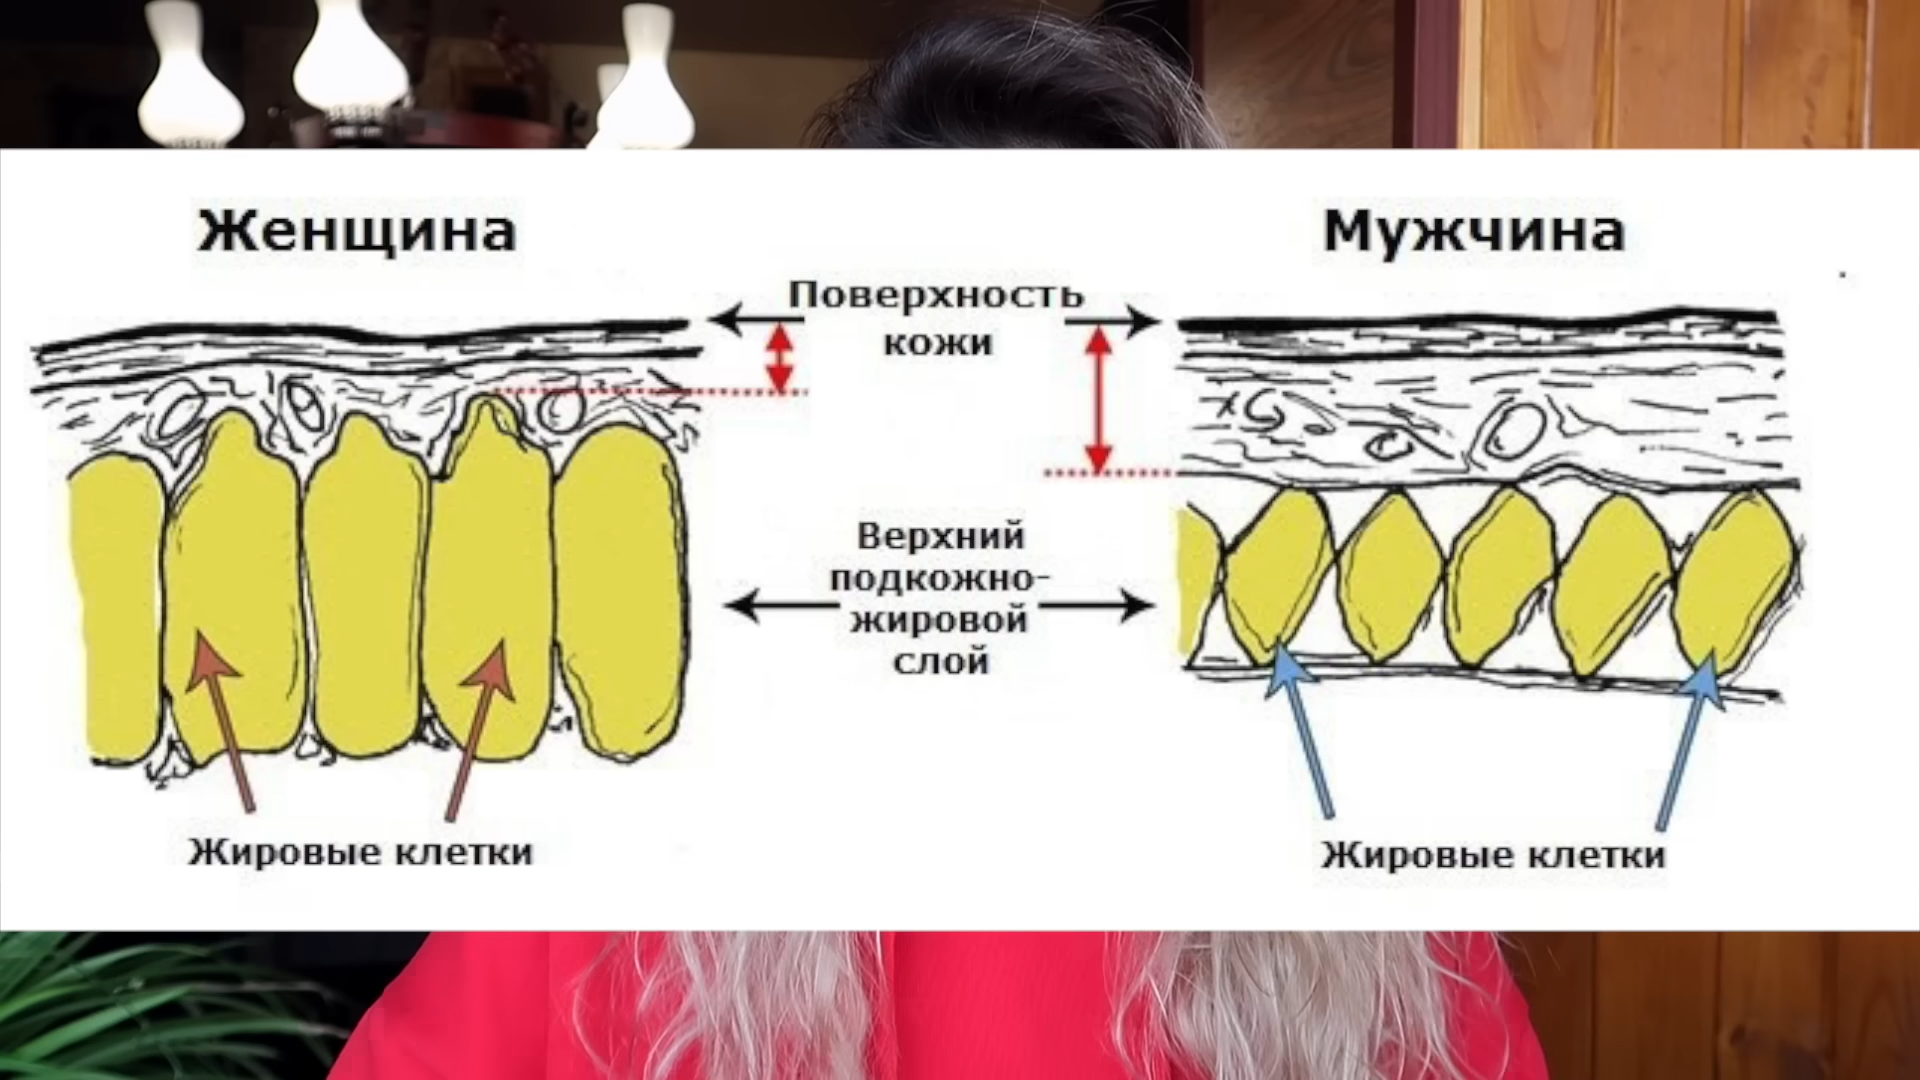 Женщина
Мужчина
Поверхность
кожи
Верхний
подкожно-
жировой
слой
Жировые клетки
Жировые клетки